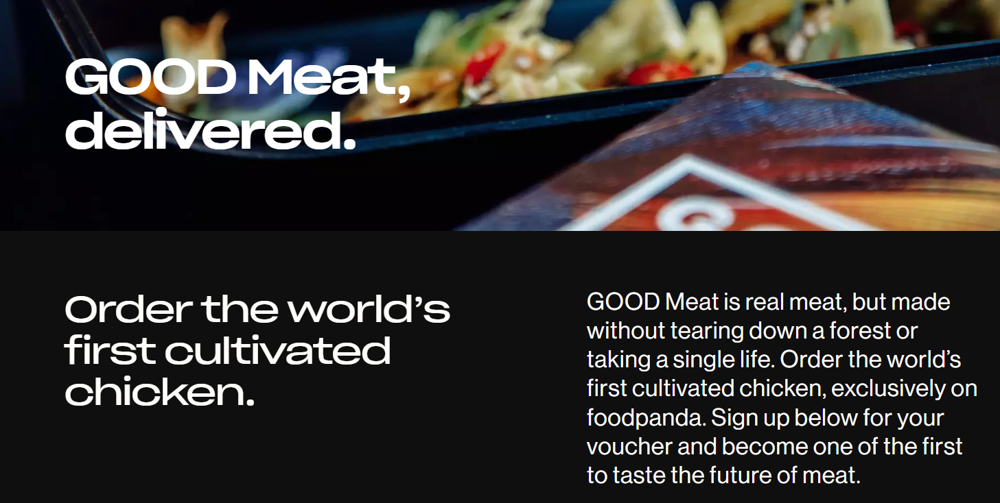 GOOD Meat,
delivered.
Order the world’s
first cultivated
chicken.
GOOD Meat is real meat, but made
without tearing down a forest or
taking a single life. Order the world’s
first cultivated chicken, exclusively on
foodpanda. Sign up below for your
voucher and become one of the first
to taste the future of meat.